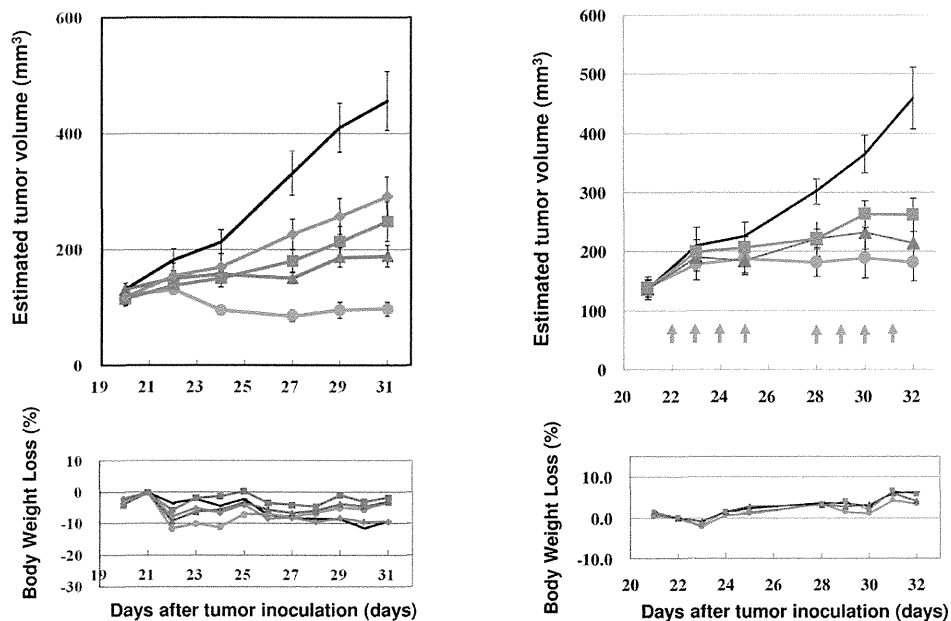 Estimated tumor volume (mm³)
600
400
200
0
19 21 23 25 27 29 31
Body Weight Loss (%)
10
0
-10
-20
-30
19 21 23 25 27 29 31
Days after tumor inoculation (days)
Estimated tumor volume (mm³)
600
500
400
300
200
100
0
20 22 24 26 28 30 32
Body Weight Loss (%)
10.0
0.0
-10.0
20 22 24 26 28 30 32
Days after tumor inoculation (days)